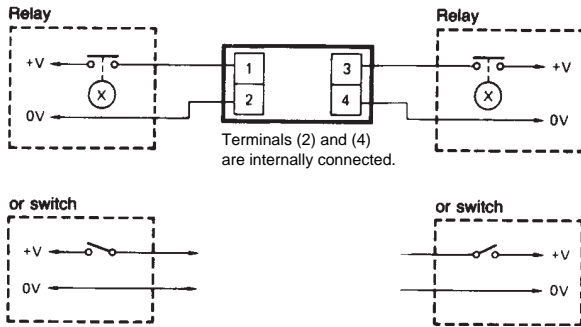 Relay
Relay
+V
1
3
+V
X
X
2
4
0V
0V
Terminals (2) and (4)
are internally connected.
or switch
or switch
+V
+V
0V
0V